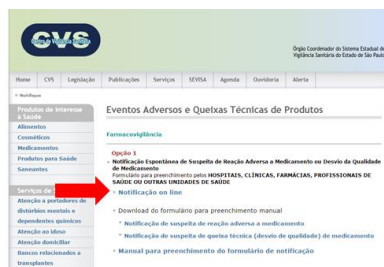 CVS
Centro de Vigilância Sanitária
Órgão Coordenador do Sistema Estadual de
Vigilância Sanitária do Estado de São Paulo
Home CVS Legislação Publicações Serviços SEVISA Agenda Ouvidoria Alerta
» Notifique
Produtos de Interesse
à Saúde
Alimentos
Cosméticos
Medicamentos
Produtos para Saúde
Saneantes
Serviços de
Atenção a portadores de
distúrbios mentais e
dependentes químicos
Atenção ao idoso
Atenção domiciliar
Bancos relacionados a
transplantes
Eventos Adversos e Queixas Técnicas de Produtos
Farmacovigilância
Opção 1
Notificação Espontânea de Suspeita de Reação Adversa a Medicamento ou Desvio da Qualidade
de Medicamento
Formulário para preenchimento pelos HOSPITAIS, CLÍNICAS, FARMÁCIAS, PROFISSIONAIS DE
SAÚDE OU OUTRAS UNIDADES DE SAÚDE
Notificação on line
Download do formulário para preenchimento manual
Notificação de suspeita de reação adversa a medicamento
Notificação de suspeita de queixa técnica (desvio de qualidade) de medicamento
Manual para preenchimento do formulário de notificação